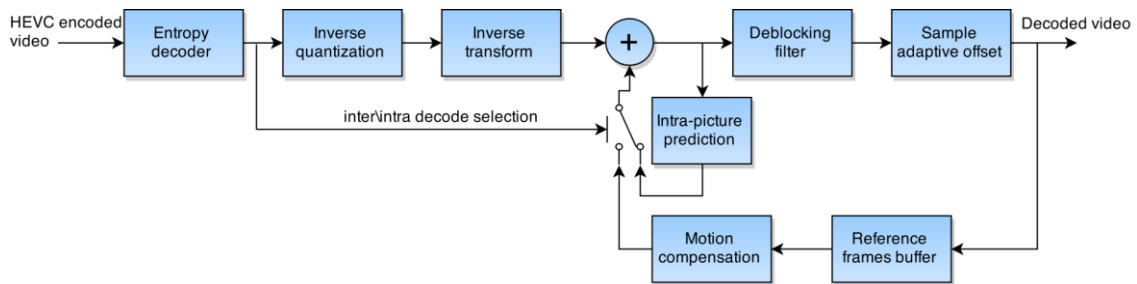 HEVC encoded
video
Entropy
decoder
Inverse
quantization
Inverse
transform
+
Deblocking
filter
Sample
adaptive offset
Decoded video
inter\intra decode selection
Intra-picture
prediction
Motion
compensation
Reference
frames buffer